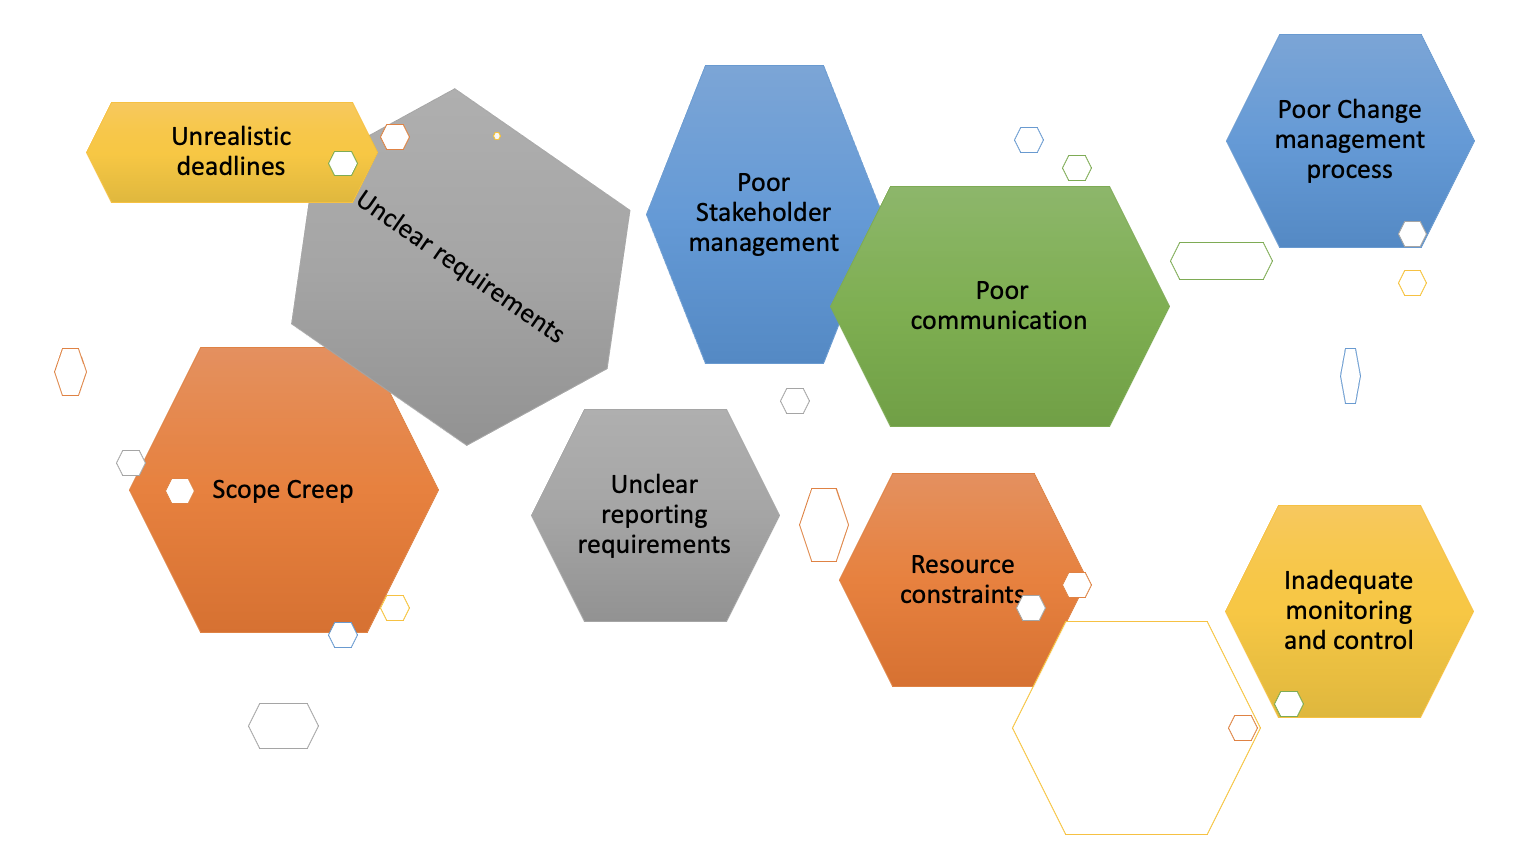 Unrealistic
deadlines
Unclear requirements
Poor
Stakeholder
management
Poor
communication
Poor Change
management
process
Scope Creep
Unclear
reporting
requirements
Resource
constraints
Inadequate
monitoring
and control